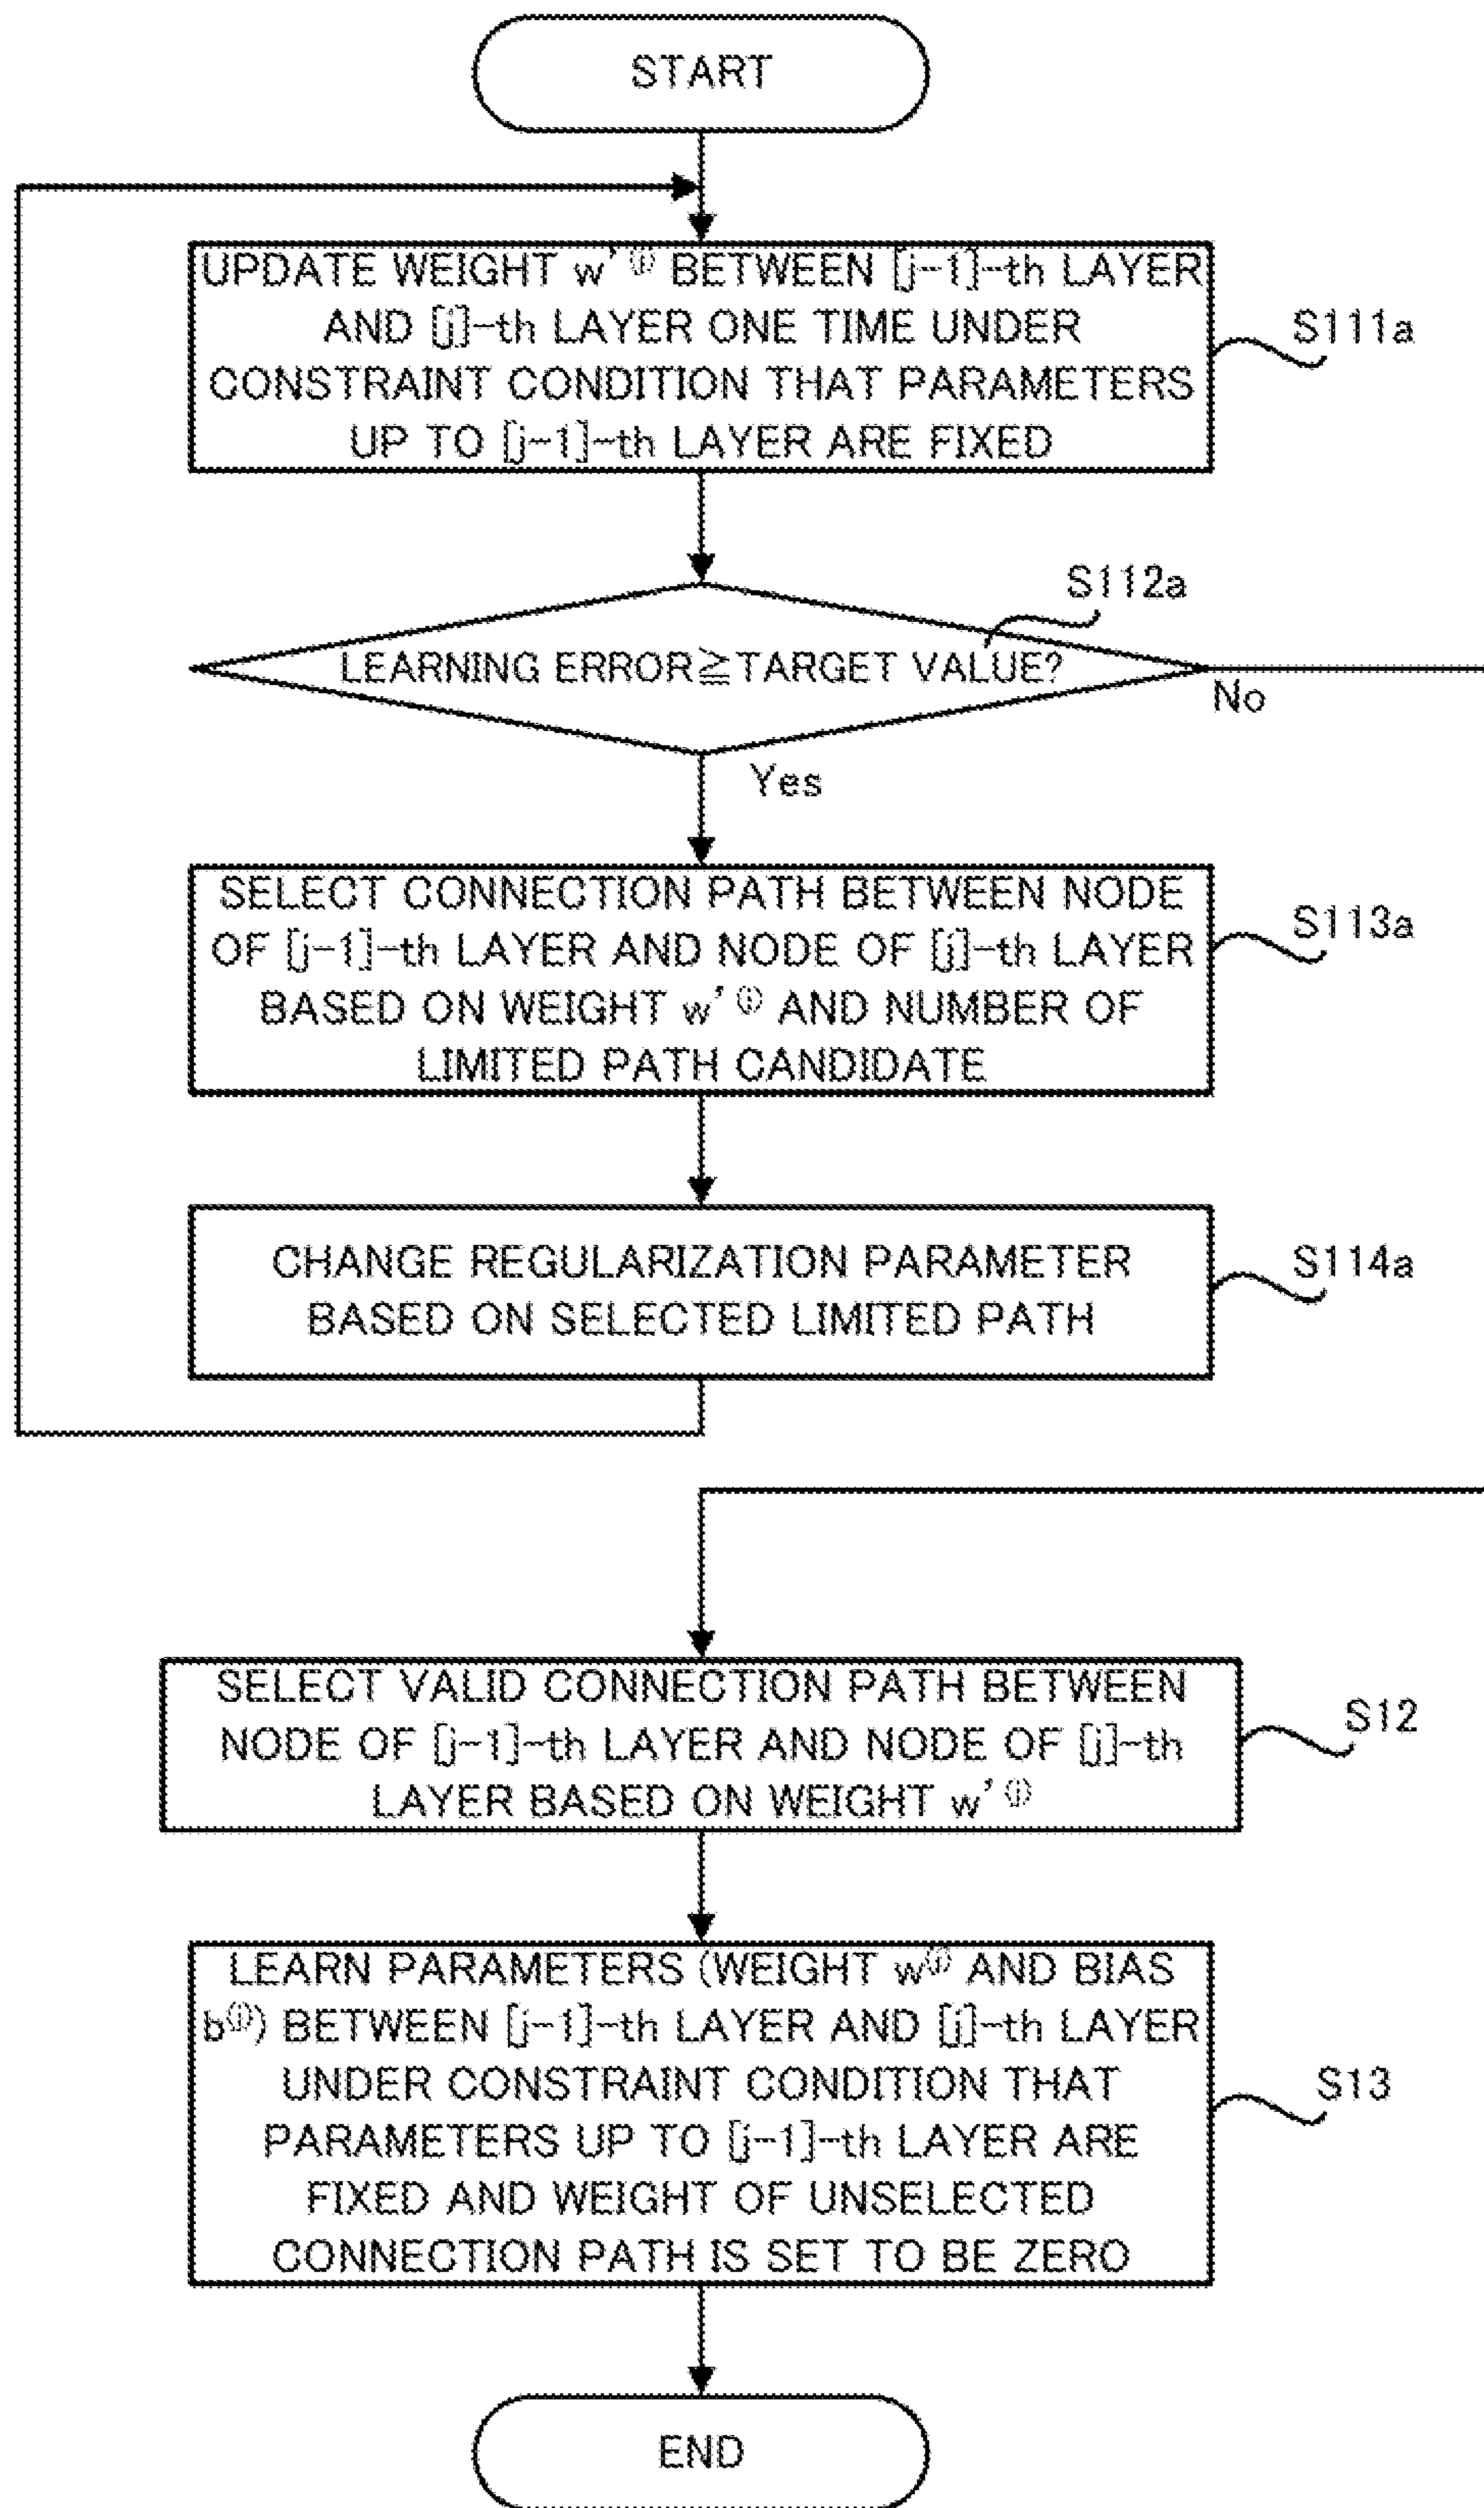 START
UPDATE WEIGHT w'⁽ʲ⁾ BETWEEN [j-1]-th LAYER
AND [j]-th LAYER ONE TIME UNDER
CONSTRAINT CONDITION THAT PARAMETERS
UP TO [j-1]-th LAYER ARE FIXED
S111a
S112a
LEARNING ERROR≧TARGET VALUE?
No
Yes
SELECT CONNECTION PATH BETWEEN NODE
OF [j-1]-th LAYER AND NODE OF [j]-th LAYER
BASED ON WEIGHT w'⁽ʲ⁾ AND NUMBER OF
LIMITED PATH CANDIDATE
S113a
CHANGE REGULARIZATION PARAMETER
BASED ON SELECTED LIMITED PATH
S114a
SELECT VALID CONNECTION PATH BETWEEN
NODE OF [j-1]-th LAYER AND NODE OF [j]-th
LAYER BASED ON WEIGHT w'⁽ʲ⁾
S12
LEARN PARAMETERS (WEIGHT w⁽ʲ⁾ AND BIAS
b⁽ʲ⁾) BETWEEN [j-1]-th LAYER AND [j]-th LAYER
UNDER CONSTRAINT CONDITION THAT
PARAMETERS UP TO [j-1]-th LAYER ARE
FIXED AND WEIGHT OF UNSELECTED
CONNECTION PATH IS SET TO BE ZERO
S13
END